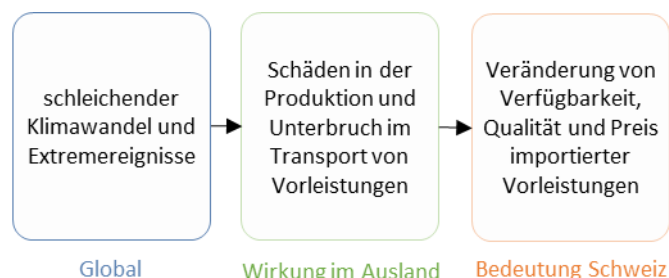 schleichender
Klimawandel und
Extremereignisse
Schäden in der
Produktion und
Unterbruch im
Transport von
Vorleistungen
Veränderung von
Verfügbarkeit,
Qualität und Preis
importierter
Vorleistungen
Global
Wirkung im Ausland
Bedeutung Schweiz